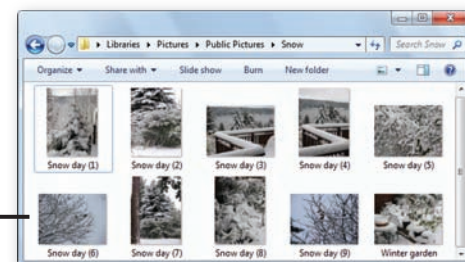 Libraries ▸ Pictures ▸ Public Pictures ▸ Snow
Search Snow
Organize Share with Slide show Burn New folder
Snow day (1) Snow day (2) Snow day (3) Snow day (4) Snow day (5)
Snow day (6) Snow day (7) Snow day (8) Snow day (9) Winter garden